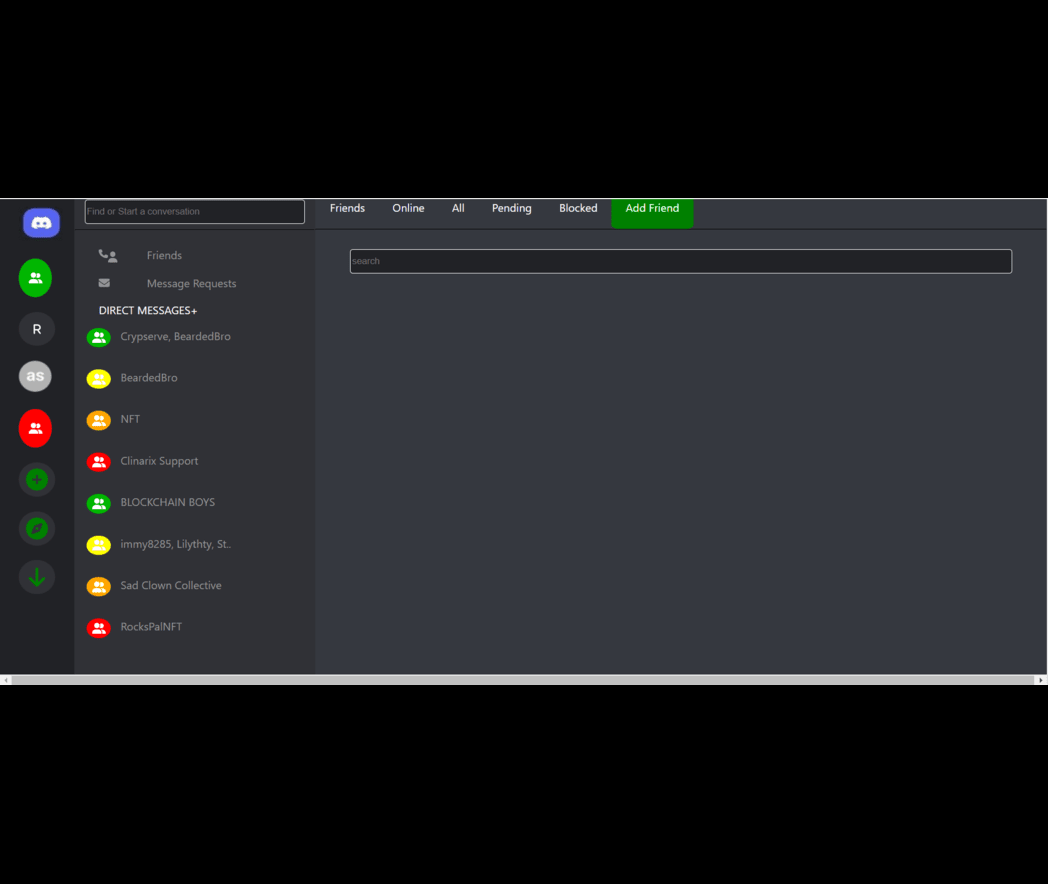 Find or Start a conversation
Friends Online All Pending Blocked Add Friend
search
R
as
Friends
Message Requests
DIRECT MESSAGES+
Crypserve, BeardedBro
BeardedBro
NFT
Clinarix Support
BLOCKCHAIN BOYS
immy8285, Lilythty, St..
Sad Clown Collective
RocksPalNFT